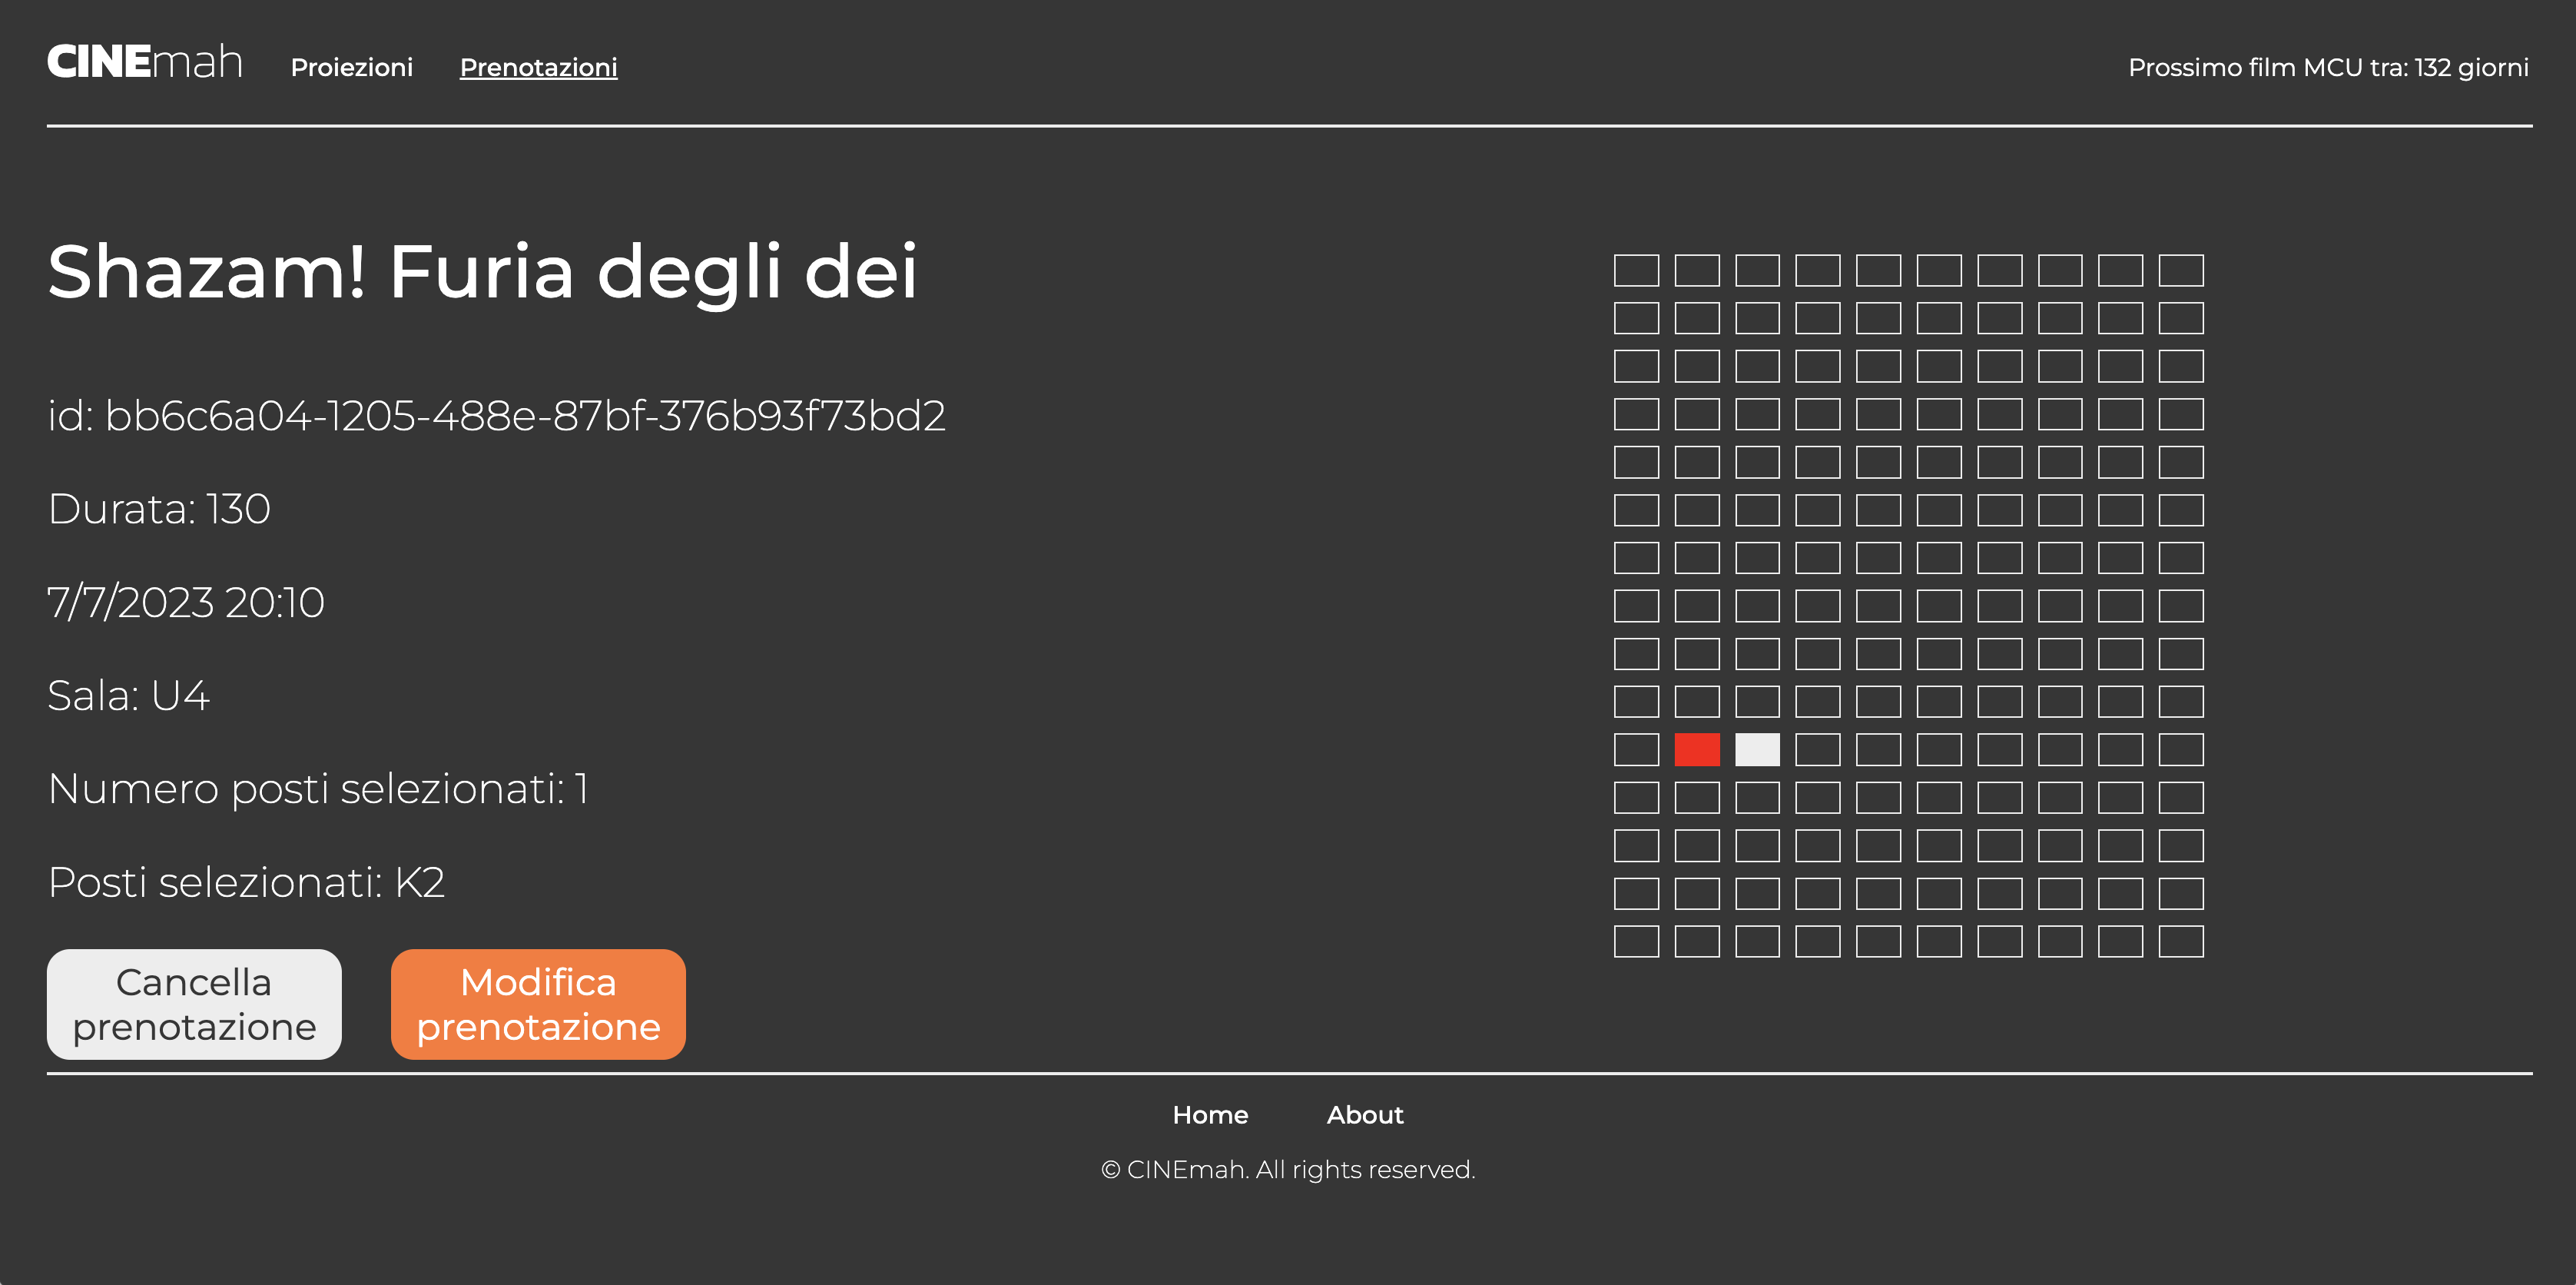 CINEmah
Proiezioni
Prenotazioni
Prossimo film MCU tra: 132 giorni
Shazam! Furia degli dei
id: bb6c6a04-1205-488e-87bf-376b93f73bd2
Durata: 130
7/7/2023 20:10
Sala: U4
Numero posti selezionati: 1
Posti selezionati: K2
Cancella
prenotazione
Modifica
prenotazione
Home
About
© CINEmah. All rights reserved.